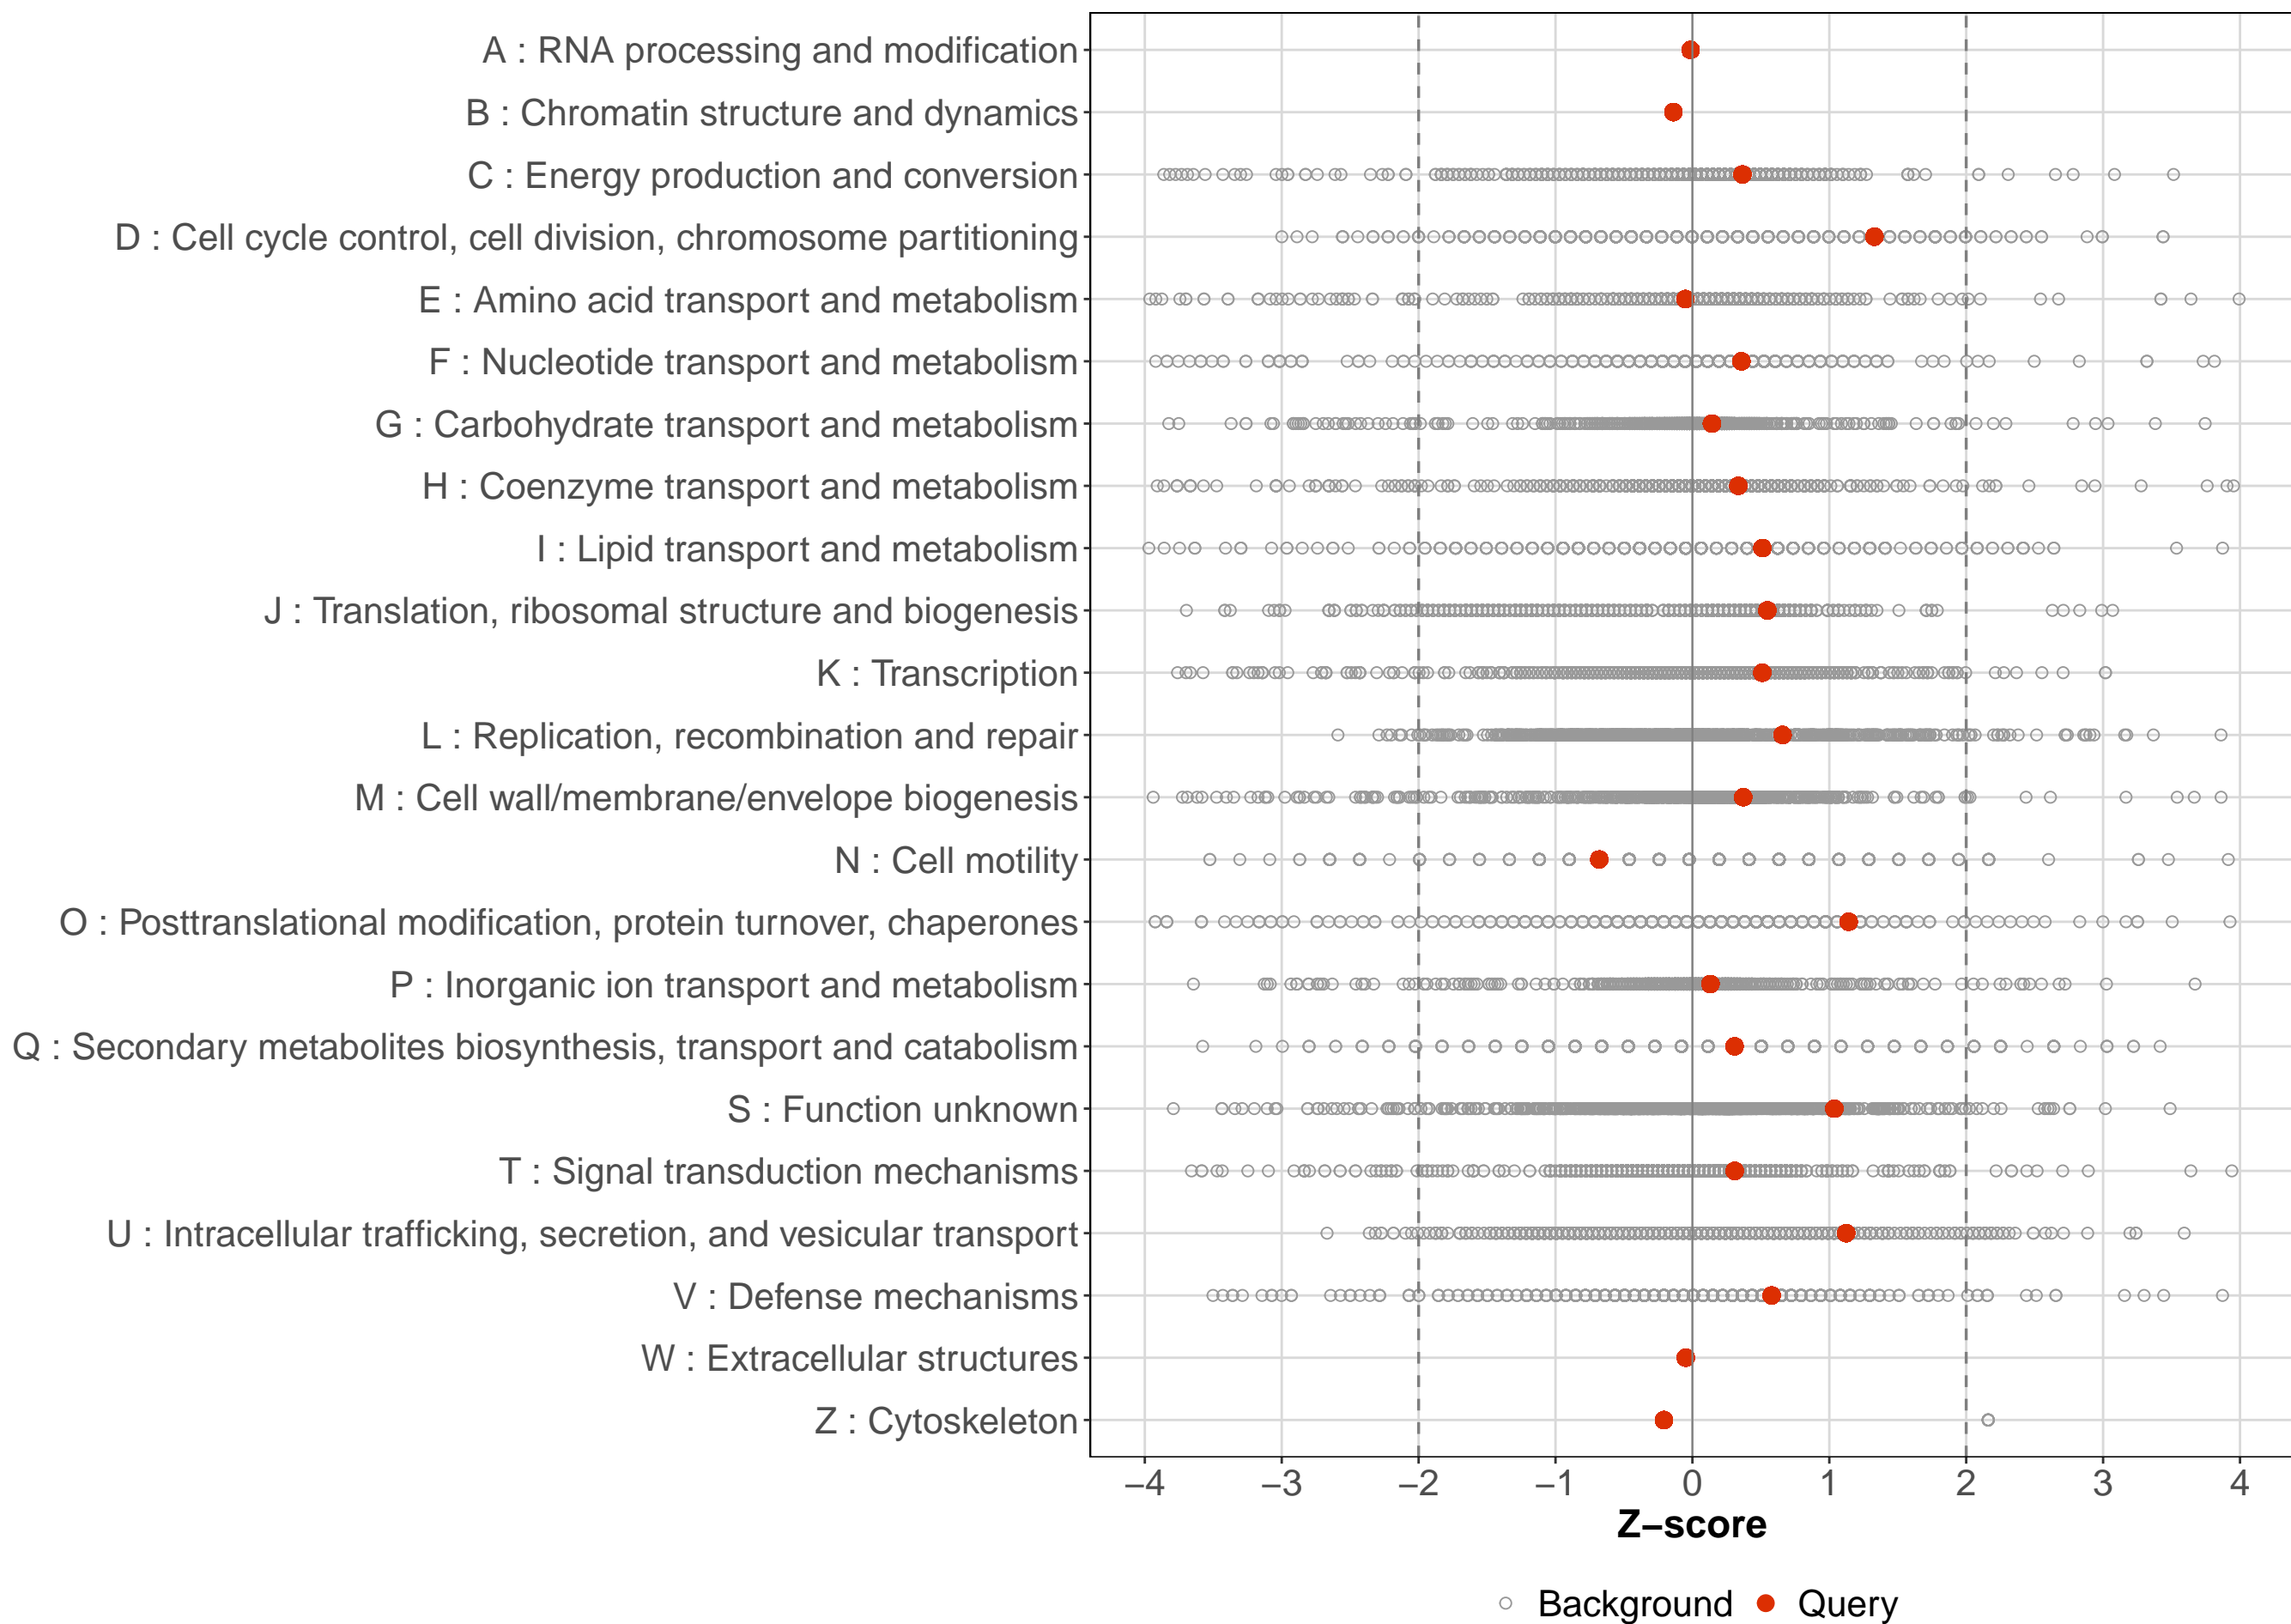 A : RNA processing and modification
B : Chromatin structure and dynamics
C : Energy production and conversion
D : Cell cycle control, cell division, chromosome partitioning
E : Amino acid transport and metabolism
F : Nucleotide transport and metabolism
G : Carbohydrate transport and metabolism
H : Coenzyme transport and metabolism
I : Lipid transport and metabolism
J : Translation, ribosomal structure and biogenesis
K : Transcription
L : Replication, recombination and repair
M : Cell wall/membrane/envelope biogenesis
N : Cell motility
O : Posttranslational modification, protein turnover, chaperones
P : Inorganic ion transport and metabolism
Q : Secondary metabolites biosynthesis, transport and catabolism
S : Function unknown
T : Signal transduction mechanisms
U : Intracellular trafficking, secretion, and vesicular transport
V : Defense mechanisms
W : Extracellular structures
Z : Cytoskeleton
−4 −3 −2 −1 0 1 2 3 4
Z−score
Background Query